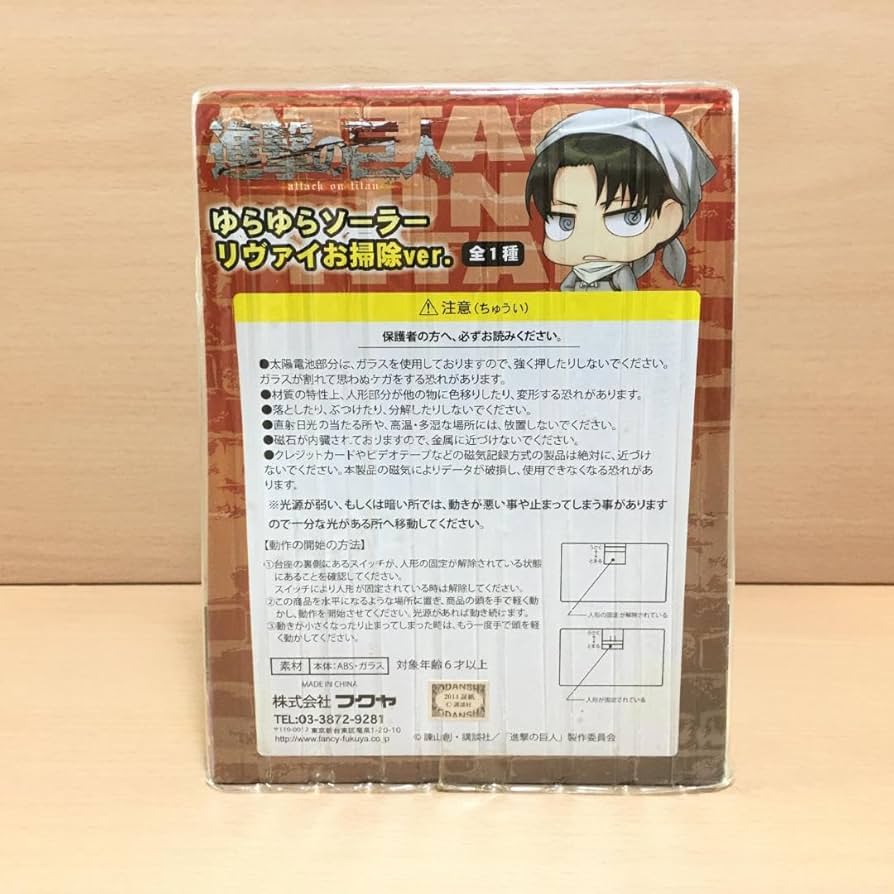 ATTACK
ON
TITAN
進撃の巨人
attack on titan
ゆらゆらソーラー
リヴァイお掃除ver. 全1種
注意(ちゅうい)
保護者の方へ、必ずお読みください。
●太陽電池部分は、ガラスを使用しておりますので、強く押したりしないでください。
ガラスが割れて思わぬケガをする恐れがあります。
●材質の特性上、人形部分が他の物に色移りしたり、変形する恐れがあります。
●落としたり、ぶつけたり、分解したりしないでください。
●直射日光の当たる所や、高温・多湿な場所には、放置しないでください。
●磁石が内臓されておりますので、金属に近づけないでください。
●クレジットカードやビデオテープなどの磁気記録方式の製品は絶対に、近づけ
ないでください。本製品の磁気によりデータが破損し、使用できなくなる恐れがあ
ります。
※光源が弱い、もしくは暗い所では、動きが悪い事や止まってしまう事があります
ので一分な光がある所へ移動してください。
【動作の開始の方法】
①台座の裏側にあるスイッチが、人形の固定が解除されている状態
にあることを確認してください。
スイッチにより人形が固定されている時は解除してください。
②この商品を水平になるような場所に置き、商品の頭を手で軽く動
かし、動作を開始させてください。光源があれば動き続けます。
③動きが小さくなったり止まってしまった時は、もう一度手で頭を軽
く動かしてください。
うごく
とまる
人形の固定が解除されている
うごく
とまる
人形が固定されている
素材 本体:ABS・ガラス 対象年齢6才以上
MADE IN CHINA
株式会社 フクヤ
TEL:03-3872-9281
〒110-0012 東京都台東区竜泉1-20-10
http://www.fancy-fukuya.co.jp
KODANSHA
2014 証紙
©講談社
KODANSHA
© 諫山創・講談社/「進撃の巨人」製作委員会